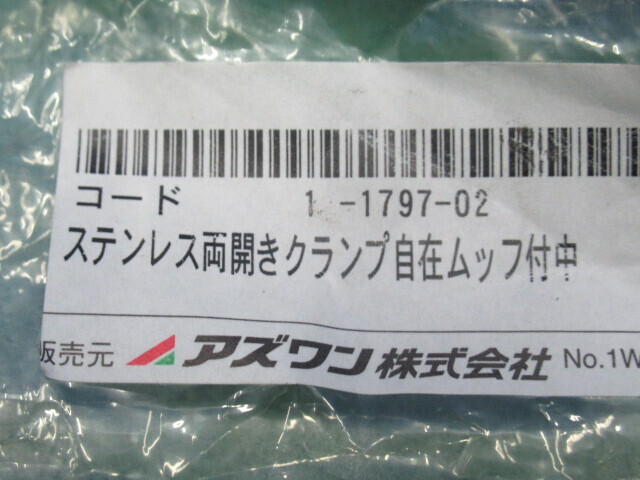 コード 1 -1797-02
ステンレス両開きクランプ自在ムッフ付中
販売元 アズワン株式会社 No.1W